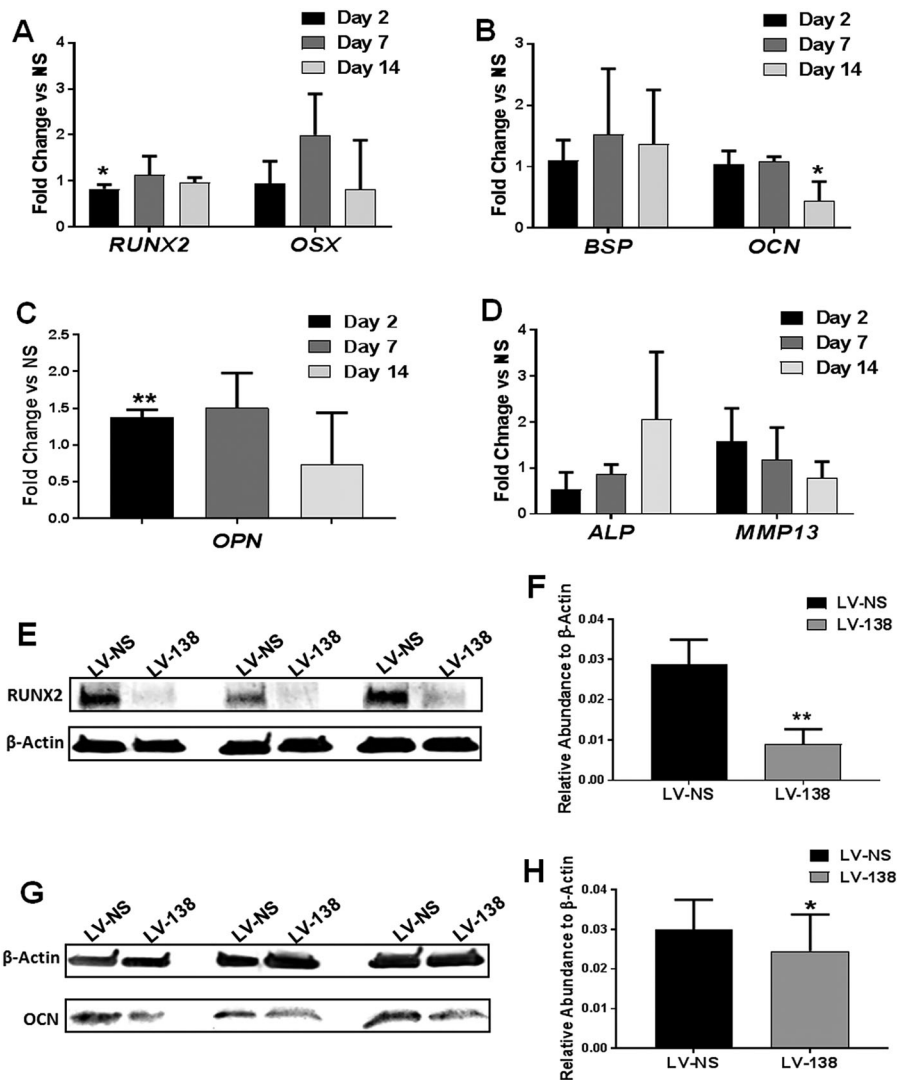 A
Fold Change vs NS
4
3
2
1
0
Day 2
Day 7
Day 14
*
RUNX2 OSX
B
Fold Change vs NS
3
2
1
0
Day 2
Day 7
Day 14
*
BSP OCN
C
Fold Change vs NS
2.5
2.0
1.5
1.0
0.5
0.0
Day 2
Day 7
Day 14
**
OPN
D
Fold Chnage vs NS
4
3
2
1
0
Day 2
Day 7
Day 14
ALP MMP13
E
LV-NS LV-138 LV-NS LV-138 LV-NS LV-138
RUNX2
β-Actin
F
Relative Abundance to β-Actin
0.04
0.03
0.02
0.01
0.00
LV-NS
LV-138
**
LV-NS LV-138
G
LV-NS LV-138 LV-NS LV-138 LV-NS LV-138
β-Actin
OCN
H
Relative Abundance to β-Actin
0.04
0.03
0.02
0.01
0.00
LV-NS
LV-138
*
LV-NS LV-138